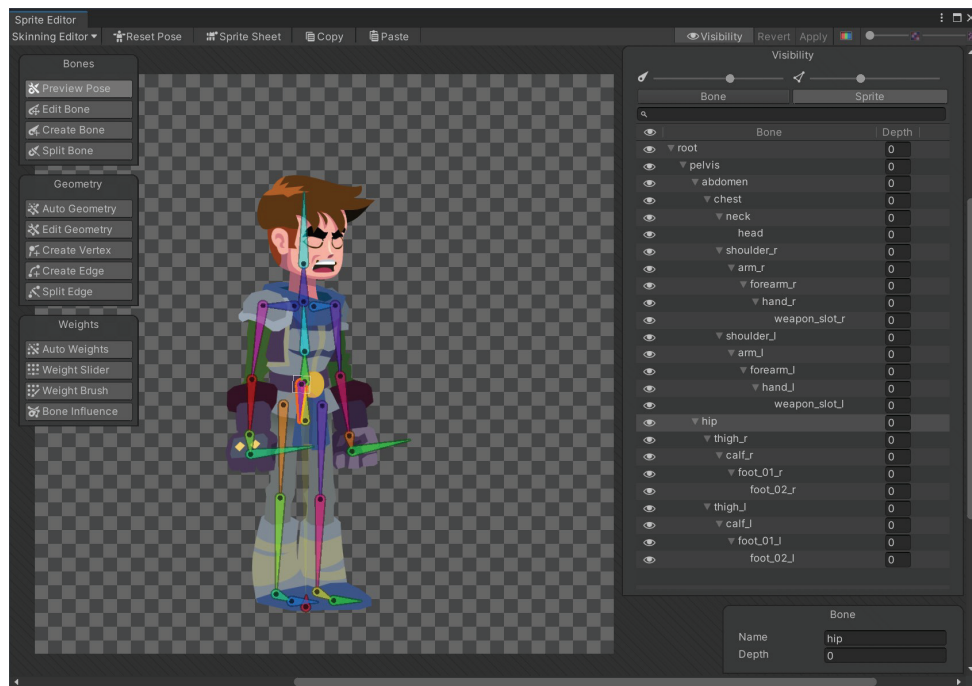 Sprite Editor
Skinning Editor Reset Pose Sprite Sheet Copy Paste Visibility Revert Apply
Bones
Preview Pose
Edit Bone
Create Bone
Split Bone
Geometry
Auto Geometry
Edit Geometry
Create Vertex
Create Edge
Split Edge
Weights
Auto Weights
Weight Slider
Weight Brush
Bone Influence
Visibility
Bone Sprite
Bone Depth
root 0
pelvis 0
abdomen 0
chest 0
neck 0
head 0
shoulder_r 0
arm_r 0
forearm_r 0
hand_r 0
weapon_slot_r 0
shoulder_l 0
arm_l 0
forearm_l 0
hand_l 0
weapon_slot_l 0
hip 0
thigh_r 0
calf_r 0
foot_01_r 0
foot_02_r 0
thigh_l 0
calf_l 0
foot_01_l 0
foot_02_l 0
Bone
Name hip
Depth 0